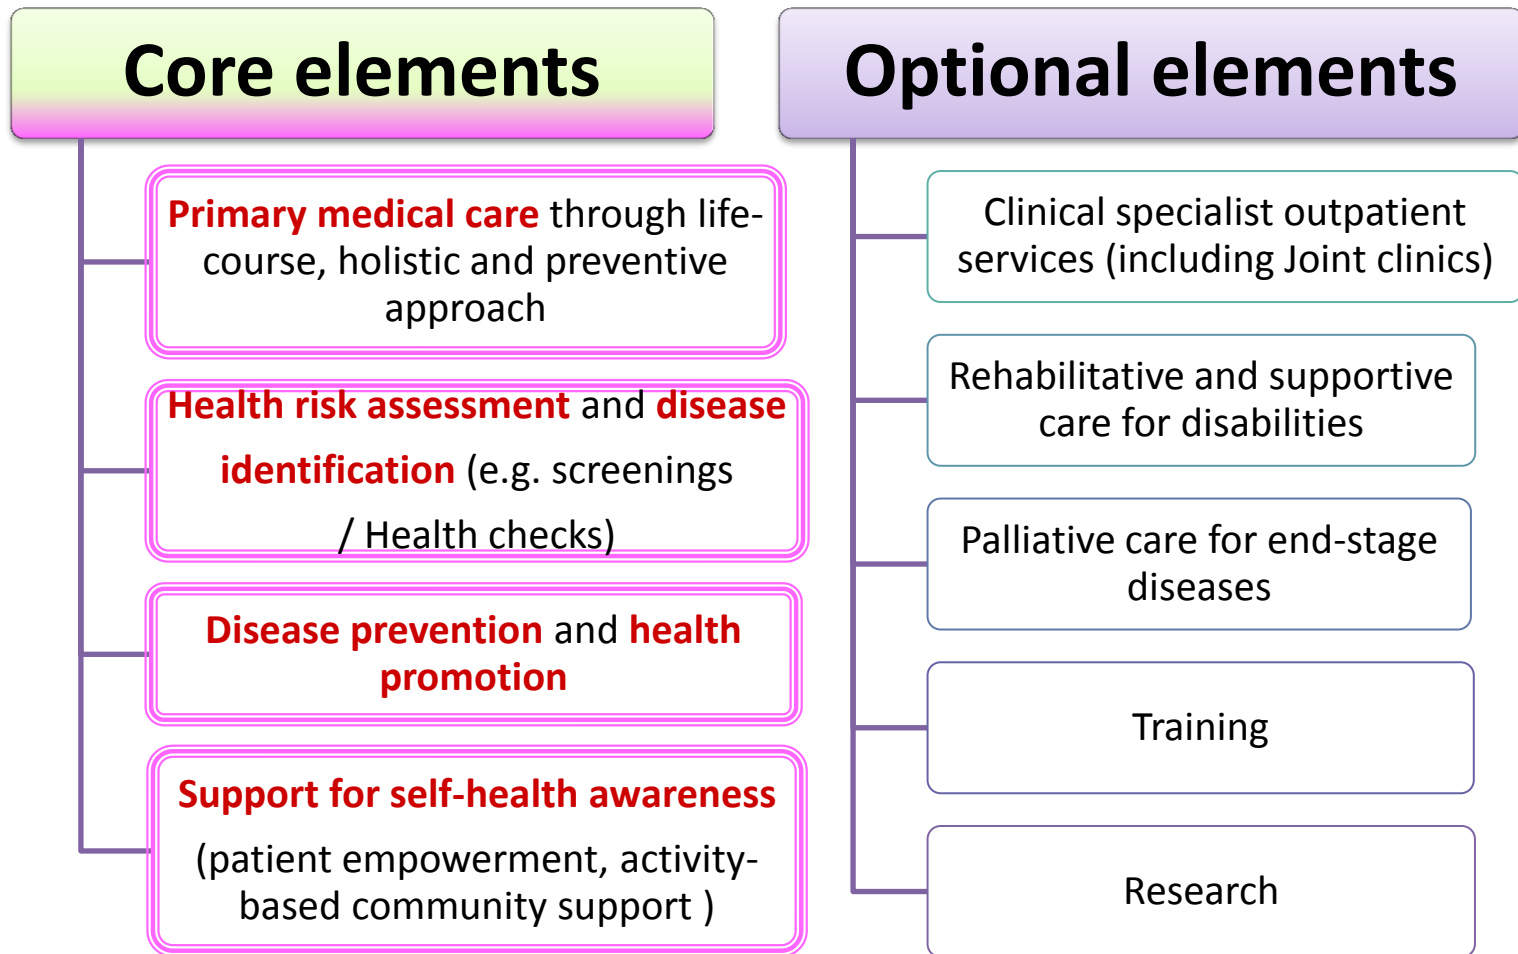 Core elements
Primary medical care through life-
course, holistic and preventive
approach
Health risk assessment and disease
identification (e.g. screenings
/ Health checks)
Disease prevention and health
promotion
Support for self-health awareness
(patient empowerment, activity-
based community support )
Optional elements
Clinical specialist outpatient
services (including Joint clinics)
Rehabilitative and supportive
care for disabilities
Palliative care for end-stage
diseases
Training
Research